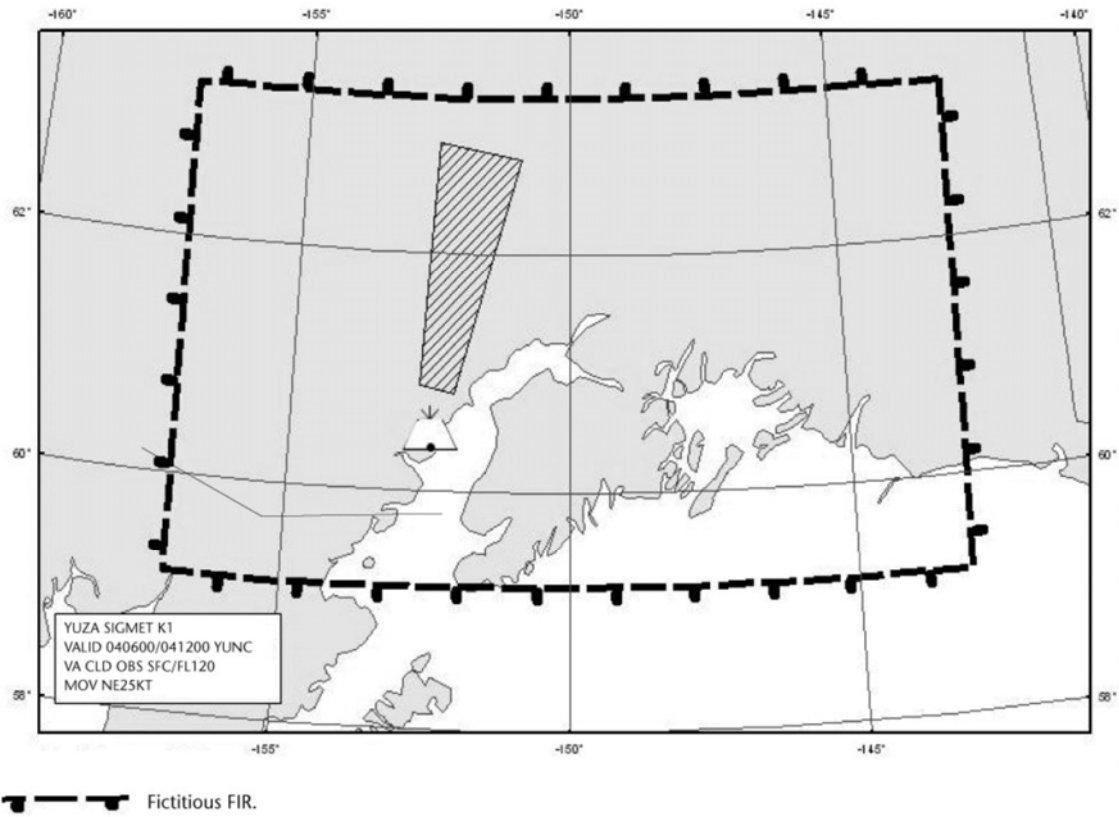 -160° -155° -150° -145° -140°
62° 62°
60° 60°
YUZA SIGMET K1
VALID 040600/041200 YUNC
VA CLD OBS SFC/FL120
MOV NE25KT
58° 58°
-155° -150° -145°
Fictitious FIR.